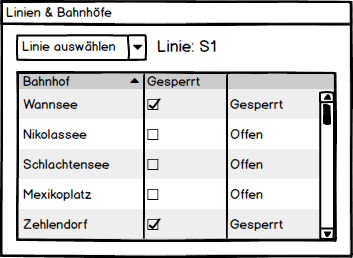 Linien & Bahnhöfe
Linie auswählen Linie: S1
Bahnhof Gesperrt
Wannsee Gesperrt
Nikolassee Offen
Schlachtensee Offen
Mexikoplatz Offen
Zehlendorf Gesperrt